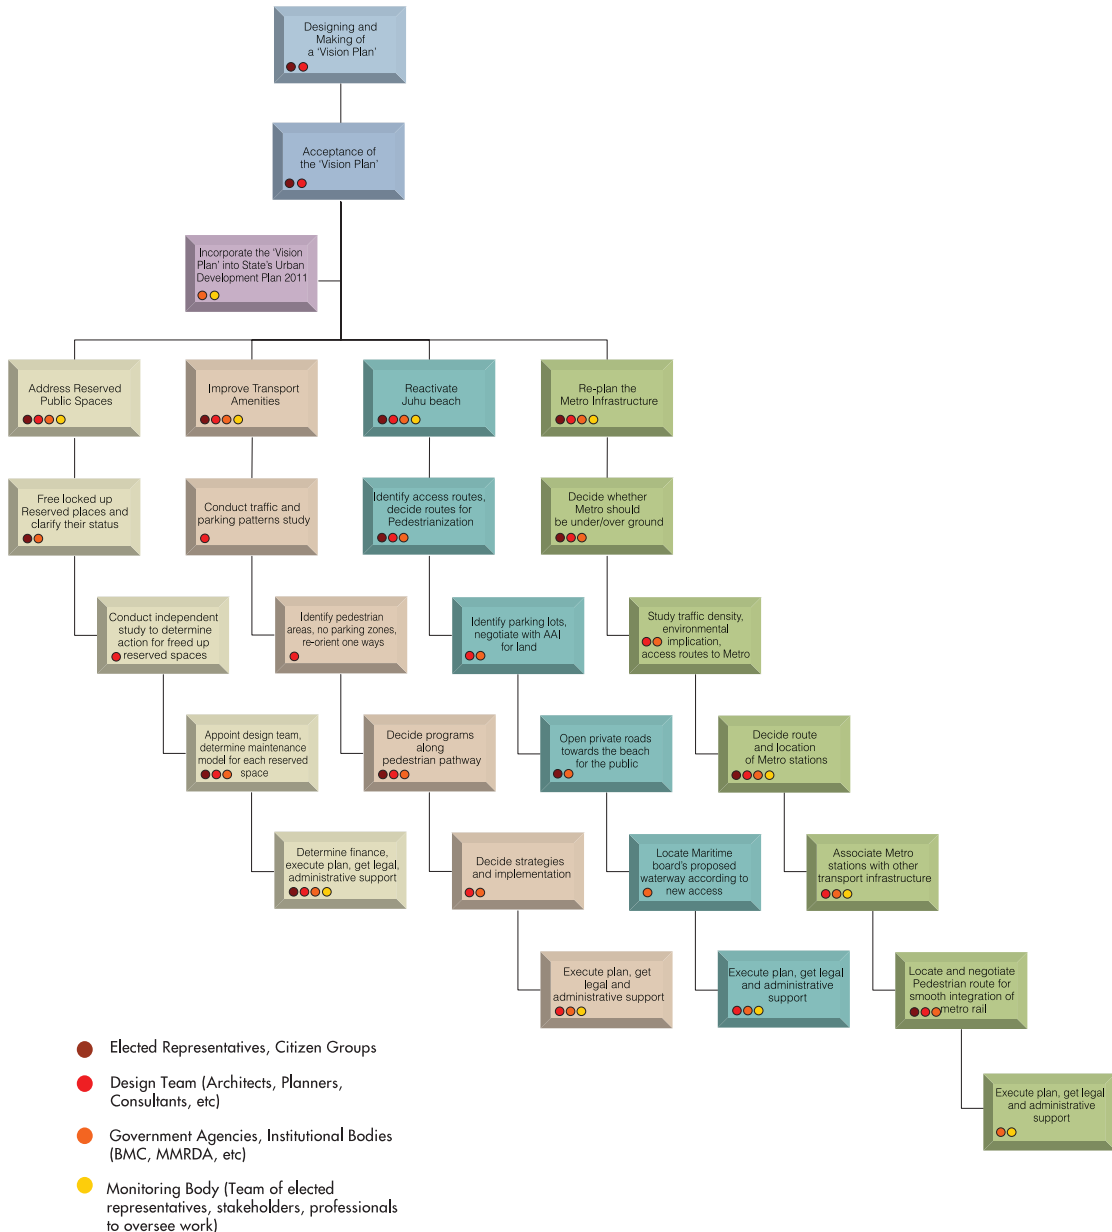 Designing and
Making of
a 'Vision Plan'
Acceptance of
the 'Vision Plan'
Incorporate the 'Vision
Plan' into State's Urban
Development Plan 2011
Address Reserved
Public Spaces
Improve Transport
Amenities
Reactivate
Juhu beach
Re-plan the
Metro Infrastructure
Free locked up
Reserved places and
clarify their status
Conduct traffic and
parking patterns study
Identify access routes,
decide routes for
Pedestrianization
Decide whether
Metro should
be under/over ground
Conduct independent
study to determine
action for freed up
reserved spaces
Identify pedestrian
areas, no parking zones,
re-orient one ways
Identify parking lots,
negotiate with AAI
for land
Study traffic density,
environmental
implication,
access routes to Metro
Appoint design team,
determine maintenance
model for each reserved
space
Decide programs
along
pedestrian pathway
Open private roads
towards the beach
for the public
Decide route
and location
of Metro stations
Determine finance,
execute plan, get legal,
administrative support
Decide strategies
and implementation
Locate Maritime
board's proposed
waterway according to
new access
Associate Metro
stations with other
transport infrastructure
Execute plan, get
legal and
administrative support
Execute plan, get legal
and administrative
support
Locate and negotiate
Pedestrian route for
smooth integration of
metro rail
Execute plan, get legal
and administrative
support
Elected Representatives, Citizen Groups
Design Team (Architects, Planners,
Consultants, etc)
Government Agencies, Institutional Bodies
(BMC, MMRDA, etc)
Monitoring Body (Team of elected
representatives, stakeholders, professionals
to oversee work)